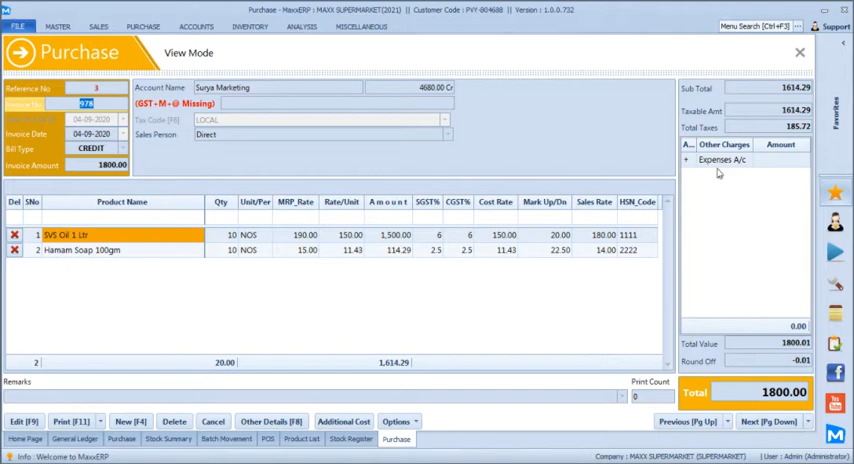 Purchase - MaxxERP : MAXX SUPERMARKET(2021) || Customer Code : PVY-804688 || Version : 1.0.0.732
FILE MASTER SALES PURCHASE ACCOUNTS INVENTORY ANALYSIS MISCELLANEOUS Menu Search [Ctrl+F3] ... Support
Purchase View Mode
Reference No 3 Account Name Surya Marketing 4680.00 Cr Sub Total 1614.29
Invoice No 978 (GST+M+@ Missing) Taxable Amt 1614.29
04-09-2020 Tax Code [F8] LOCAL Total Taxes 185.72
Invoice Date 04-09-2020 Sales Person Direct
Bill Type CREDIT A... Other Charges Amount
Invoice Amount 1800.00 + Expenses A/c
Favorites
Del SNo Product Name Qty Unit/Per MRP_Rate Rate/Unit A m o u n t SGST% CGST% Cost Rate Mark Up/Dn Sales Rate HSN_Code
1 SVS Oil 1 Ltr 10 NOS 190.00 150.00 1,500.00 6 6 150.00 20.00 180.00 1111
2 Hamam Soap 100gm 10 NOS 15.00 11.43 114.29 2.5 2.5 11.43 22.50 14.00 2222
0.00
Total Value 1800.01
2 20.00 1,614.29 Round Off -0.01
Remarks Print Count
0 Total 1800.00
Edit [F9] Print [F11] New [F4] Delete Cancel Other Details [F8] Additional Cost Options Previous [Pg Up] Next [Pg Down]
Home Page General Ledger Purchase Stock Summary Batch Movement POS Product List Stock Register Purchase
Info : Welcome to MaxxERP Company : MAXX SUPERMARKET (SUPERMARKET) User : Admin (Administrator)